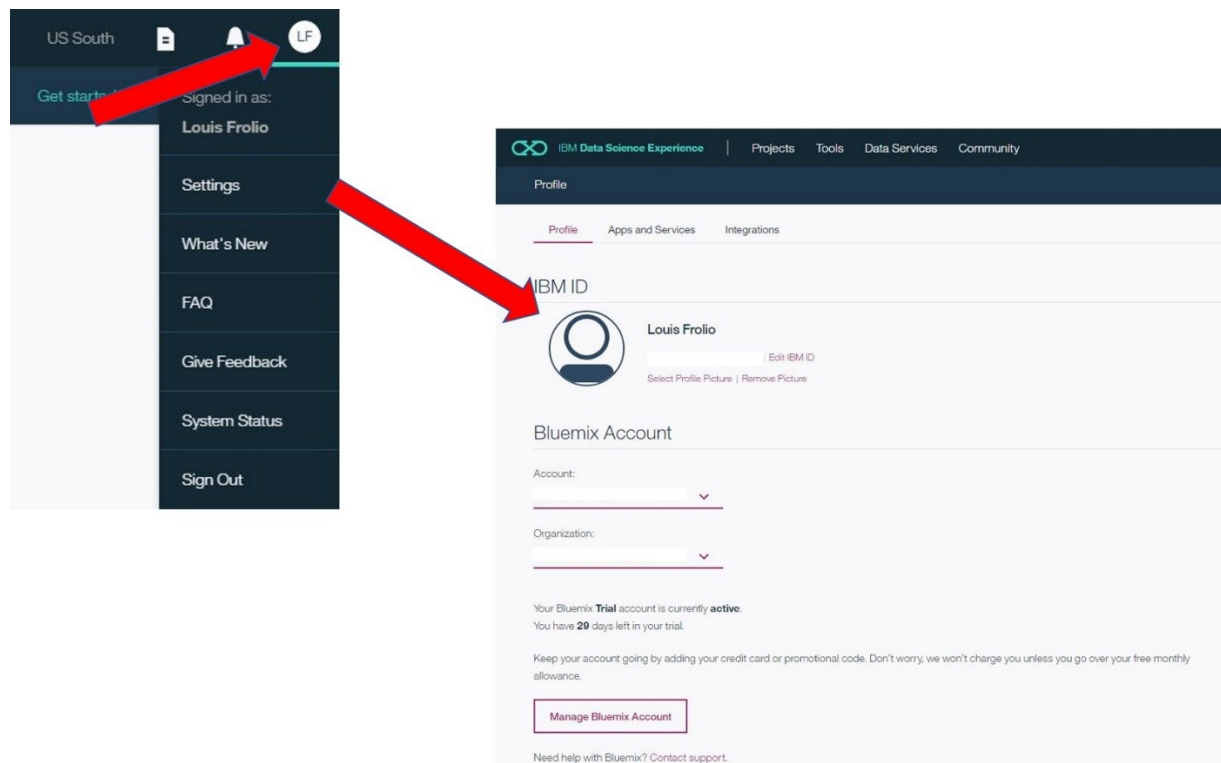 US South
LF
Get started
Signed in as:
Louis Frolio
Settings
What's New
FAQ
Give Feedback
System Status
Sign Out
IBM Data Science Experience | Projects Tools Data Services Community
Profile
Profile Apps and Services Integrations
IBM ID
Louis Frolio
| Edit IBM ID
Select Profile Picture | Remove Picture
Bluemix Account
Account:
Organization:
Your Bluemix Trial account is currently active.
You have 29 days left in your trial.
Keep your account going by adding your credit card or promotional code. Don't worry, we won't charge you unless you go over your free monthly
allowance.
Manage Bluemix Account
Need help with Bluemix? Contact support.